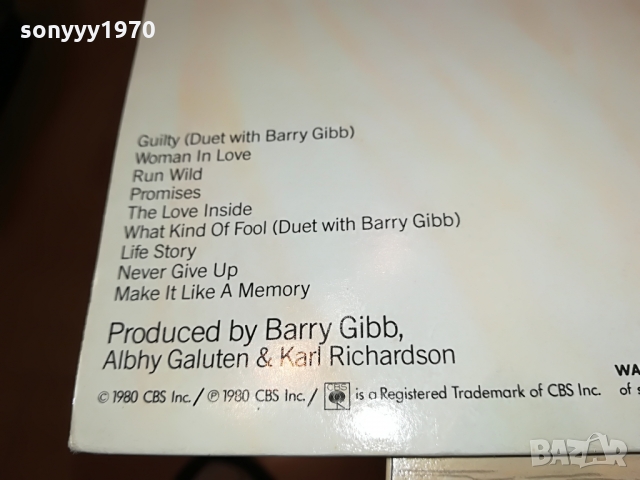 sonyyy1970
Guilty (Duet with Barry Gibb)
Woman In Love
Run Wild
Promises
The Love Inside
What Kind Of Fool (Duet with Barry Gibb)
Life Story
Never Give Up
Make It Like A Memory
Produced by Barry Gibb,
Albhy Galuten & Karl Richardson
© 1980 CBS Inc./ ℗ 1980 CBS Inc./ CBS is a Registered Trademark of CBS Inc.
WA
of s
BAZAR